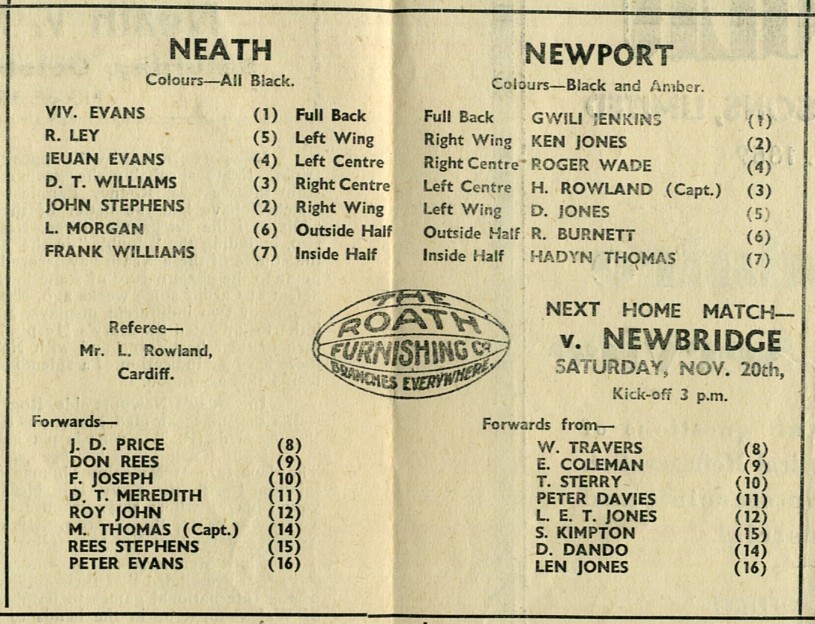 NEATH
Colours—All Black.
VIV. EVANS (1) Full Back
R. LEY (5) Left Wing
IEUAN EVANS (4) Left Centre
D. T. WILLIAMS (3) Right Centre
JOHN STEPHENS (2) Right Wing
L. MORGAN (6) Outside Half
FRANK WILLIAMS (7) Inside Half
NEWPORT
Colours—Black and Amber.
Full Back GWILI JENKINS (1)
Right Wing KEN JONES (2)
Right Centre ROGER WADE (4)
Left Centre H. ROWLAND (Capt.) (3)
Left Wing D. JONES (5)
Outside Half R. BURNETT (6)
Inside Half HADYN THOMAS (7)
Referee—
Mr. L. Rowland,
Cardiff.
THE
ROATH
FURNISHING Co
BRANCHES EVERYWHERE.
NEXT HOME MATCH—
v. NEWBRIDGE
SATURDAY, NOV. 20th,
Kick-off 3 p.m.
Forwards—
J. D. PRICE (8)
DON REES (9)
F. JOSEPH (10)
D. T. MEREDITH (11)
ROY JOHN (12)
M. THOMAS (Capt.) (14)
REES STEPHENS (15)
PETER EVANS (16)
Forwards from—
W. TRAVERS (8)
E. COLEMAN (9)
T. STERRY (10)
PETER DAVIES (11)
L. E. T. JONES (12)
S. KIMPTON (15)
D. DANDO (14)
LEN JONES (16)